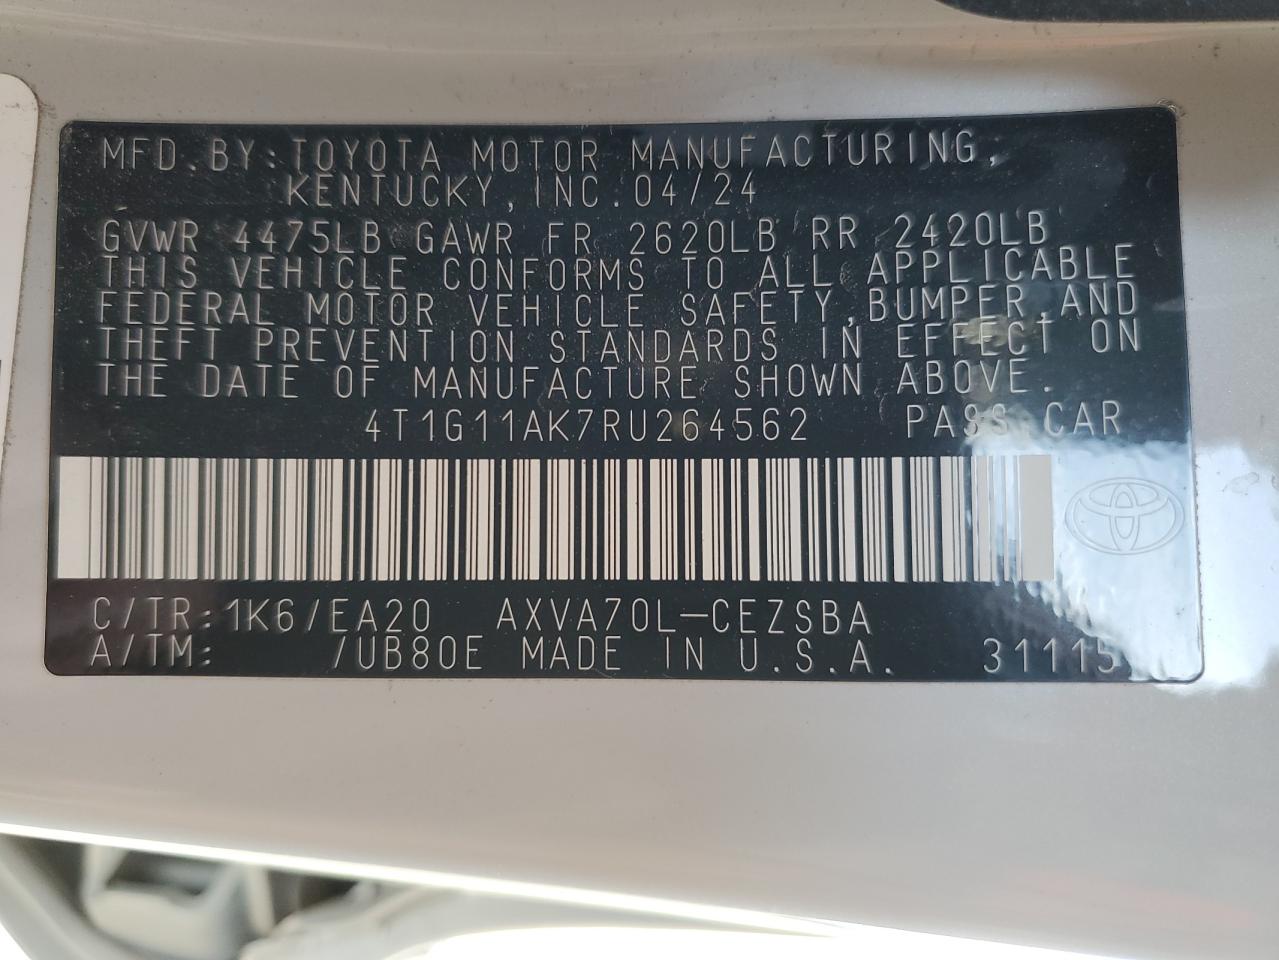 MFD.BY:TOYOTA MOTOR MANUFACTURING,
KENTUCKY,INC.04/24
GVWR 4475LB GAWR FR 2620LB RR 2420LB
THIS VEHICLE CONFORMS TO ALL APPLICABLE
FEDERAL MOTOR VEHICLE SAFETY,BUMPER,AND
THEFT PREVENTION STANDARDS IN EFFECT ON
THE DATE OF MANUFACTURE SHOWN ABOVE.
4T1G11AK7RU264562 PASS.CAR
C/TR:1K6/EA20 AXVA70L-CEZSBA
A/TM: /UB80E MADE IN U.S.A. 31115